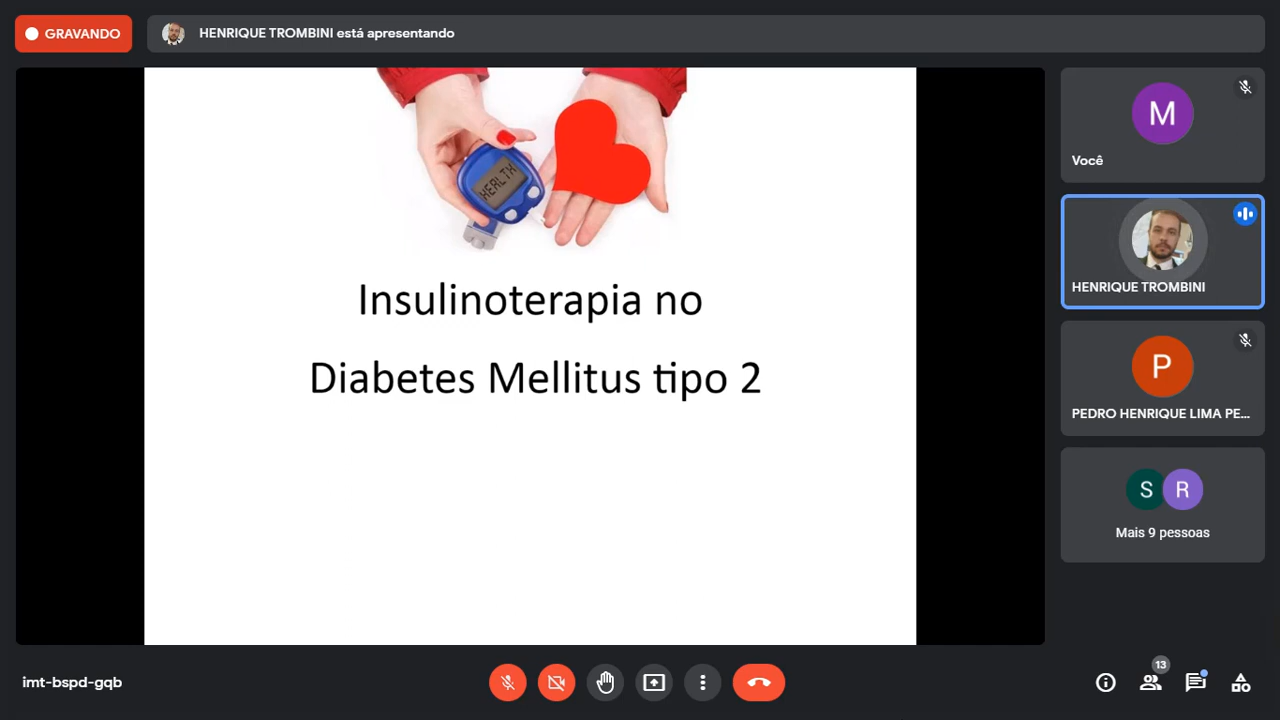 GRAVANDO
HENRIQUE TROMBINI está apresentando
HEALTH
Insulinoterapia no
Diabetes Mellitus tipo 2
M
Você
HENRIQUE TROMBINI
P
PEDRO HENRIQUE LIMA PE...
S R
Mais 9 pessoas
imt-bspd-gqb
13